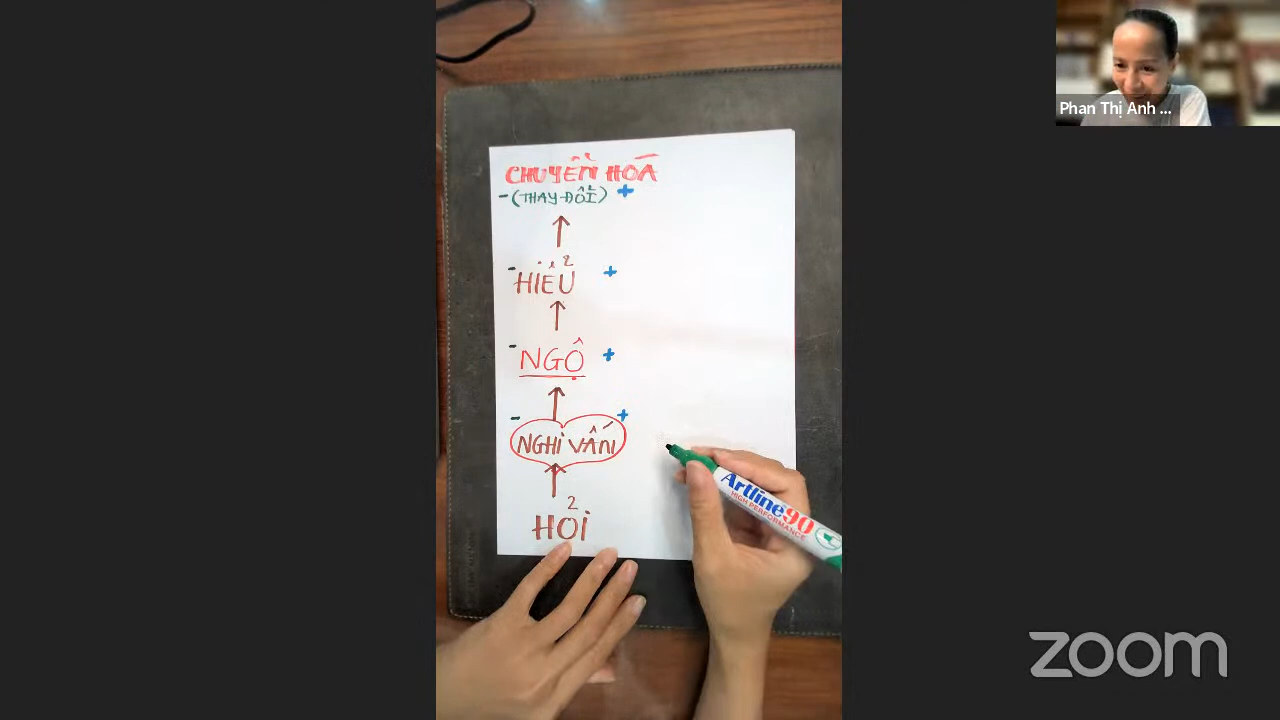 CHUYỂN HOÁ
- (THAY ĐỔI) +
- HIỂU +
- NGỘ +
- +
NGHI VẤN
HỎI
Artline 90
HIGH PERFORMANCE
Phan Thị Anh ...
zoom